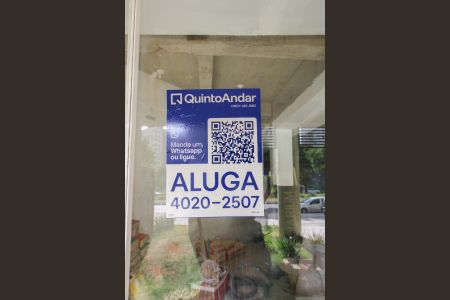 QuintoAndar
Mande um
Whatsapp
ou ligue.
ALUGA
4020-2507